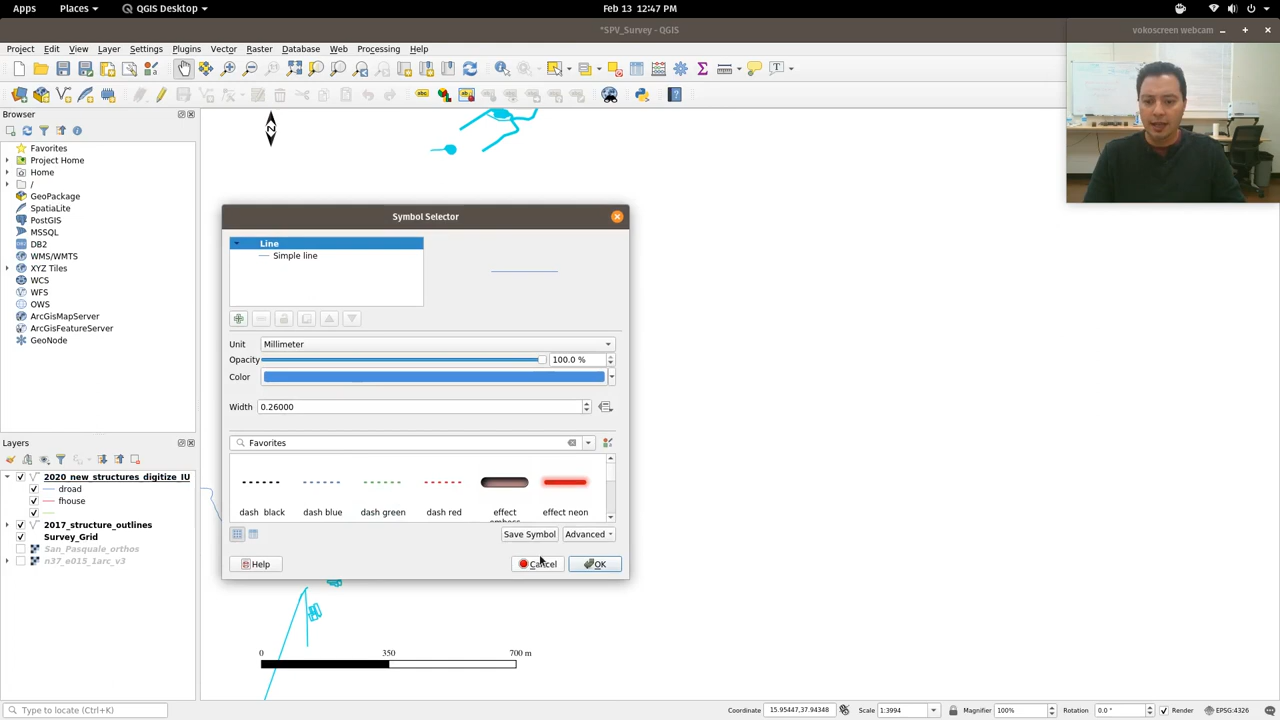 Apps Places QGIS Desktop Feb 13 12:47 PM
*SPV_Survey - QGIS
vokoscreen webcam
Project Edit View Layer Settings Plugins Vector Raster Database Web Processing Help
Browser
Favorites
Project Home
Home
/
GeoPackage
SpatiaLite
PostGIS
MSSQL
DB2
WMS/WMTS
XYZ Tiles
WCS
WFS
OWS
ArcGisMapServer
ArcGisFeatureServer
GeoNode
Layers
2020_new_structures_digitize_IU
droad
fhouse
2017_structure_outlines
Survey_Grid
San_Pasquale_orthos
n37_e015_1arc_v3
Symbol Selector
Line
Simple line
Unit Millimeter
Opacity 100.0 %
Color
Width 0.26000
Favorites
dash black dash blue dash green dash red effect emboss effect neon
Save Symbol Advanced
Help Cancel OK
0 350 700 m
Type to locate (Ctrl+K) Coordinate 15.95447,37.94348 Scale 1:3994 Magnifier 100% Rotation 0.0 ° Render EPSG:4326